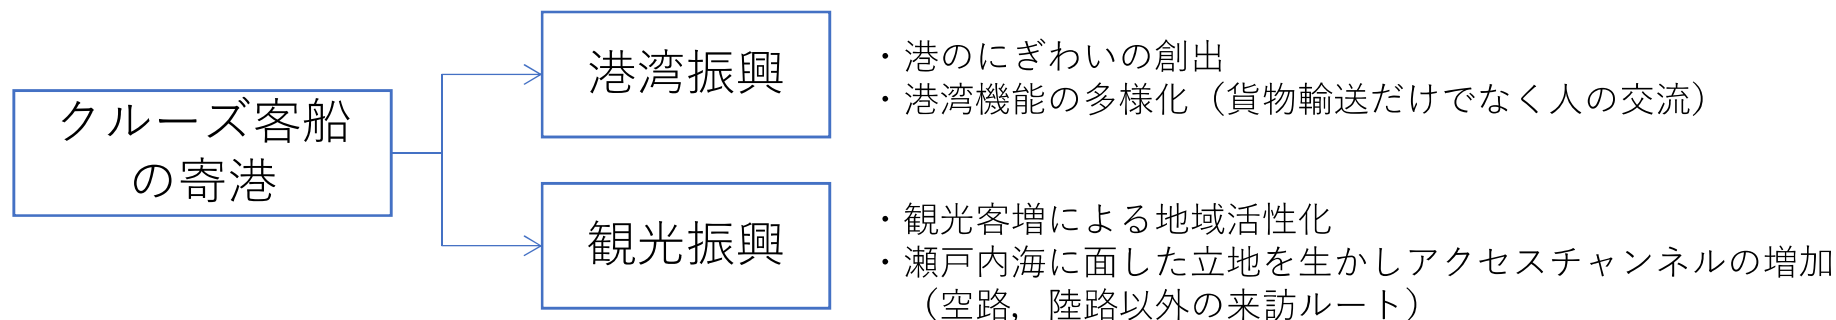 クルーズ客船
の寄港
港湾振興
・港のにぎわいの創出
・港湾機能の多様化（貨物輸送だけでなく人の交流）
観光振興
・観光客増による地域活性化
・瀬戸内海に面した立地を生かしアクセスチャンネルの増加
（空路，陸路以外の来訪ルート）